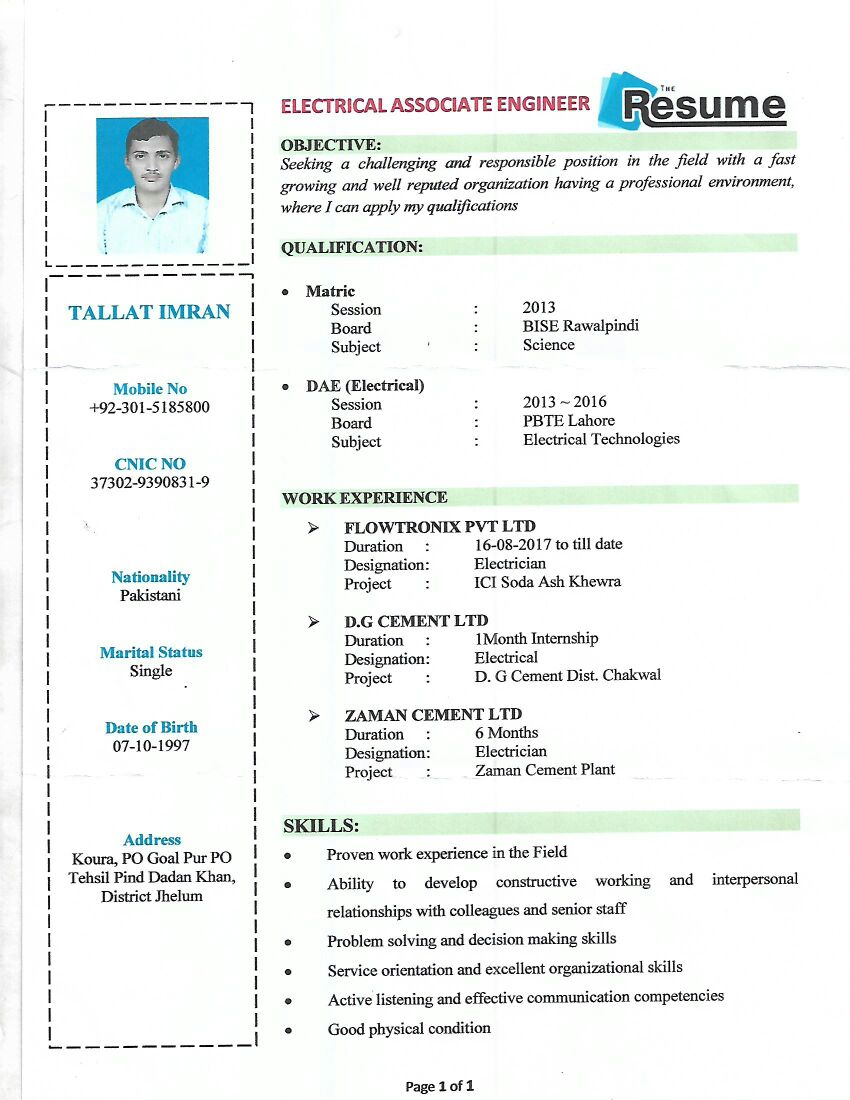 ELECTRICAL ASSOCIATE ENGINEER
THE
Resume
OBJECTIVE:
Seeking a challenging and responsible position in the field with a fast
growing and well reputed organization having a professional environment,
where I can apply my qualifications
QUALIFICATION:
• Matric
Session : 2013
Board : BISE Rawalpindi
Subject : Science
• DAE (Electrical)
Session : 2013 ~ 2016
Board : PBTE Lahore
Subject : Electrical Technologies
WORK EXPERIENCE
➢ FLOWTRONIX PVT LTD
Duration : 16-08-2017 to till date
Designation: Electrician
Project : ICI Soda Ash Khewra
➢ D.G CEMENT LTD
Duration : 1Month Internship
Designation: Electrical
Project : D. G Cement Dist. Chakwal
➢ ZAMAN CEMENT LTD
Duration : 6 Months
Designation: Electrician
Project : Zaman Cement Plant
SKILLS:
• Proven work experience in the Field
• Ability to develop constructive working and interpersonal
relationships with colleagues and senior staff
• Problem solving and decision making skills
• Service orientation and excellent organizational skills
• Active listening and effective communication competencies
• Good physical condition
TALLAT IMRAN
Mobile No
+92-301-5185800
CNIC NO
37302-9390831-9
Nationality
Pakistani
Marital Status
Single
Date of Birth
07-10-1997
Address
Koura, PO Goal Pur PO
Tehsil Pind Dadan Khan,
District Jhelum
Page 1 of 1